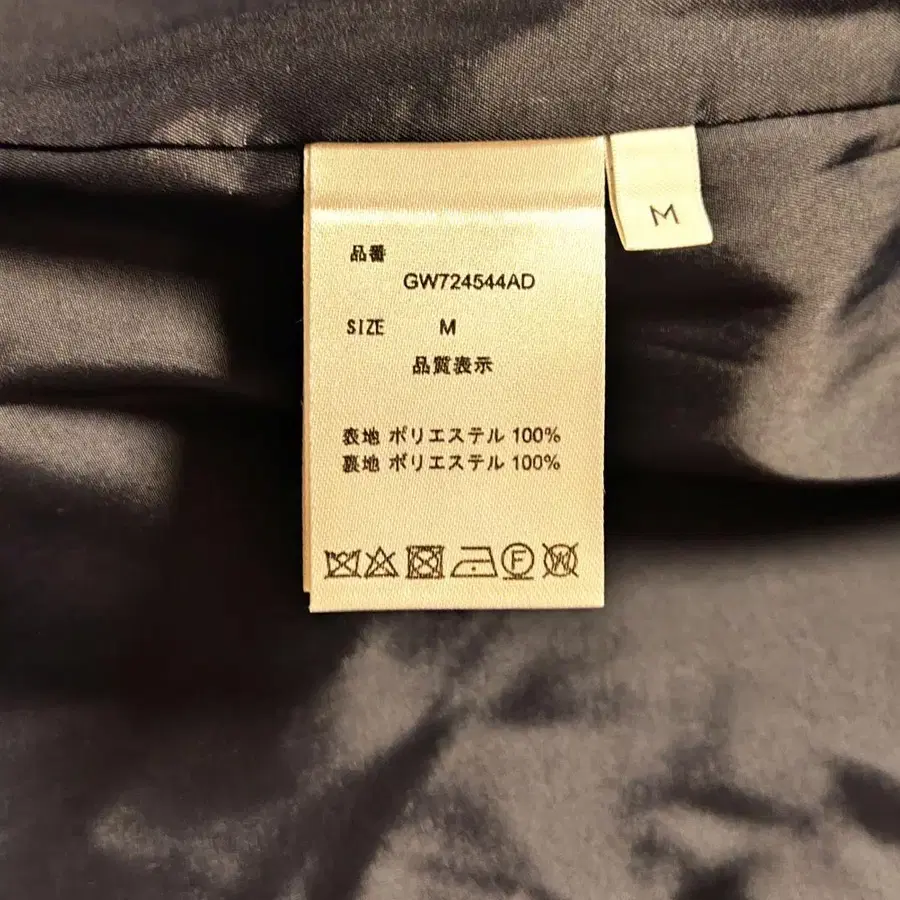 M
品番
GW724544AD
SIZE M
品質表示
表地 ポリエステル 100%
裏地 ポリエステル 100%
F W